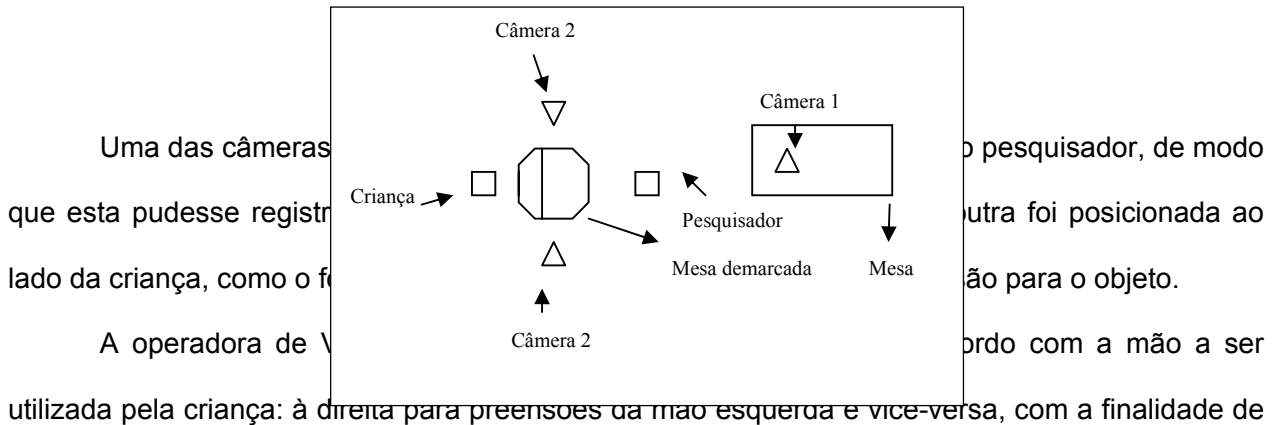 Câmera 2
Câmera 1
Uma das câmeras o pesquisador, de modo
Criança
Pesquisador
que esta pudesse registr utra foi posicionada ao
Mesa demarcada
Mesa
lado da criança, como o são para o objeto.
Câmera 2
A operadora de ordo com a mão a ser
utilizada pela criança: à direita para preensões da mão esquerda e vice-versa, com a finalidade de